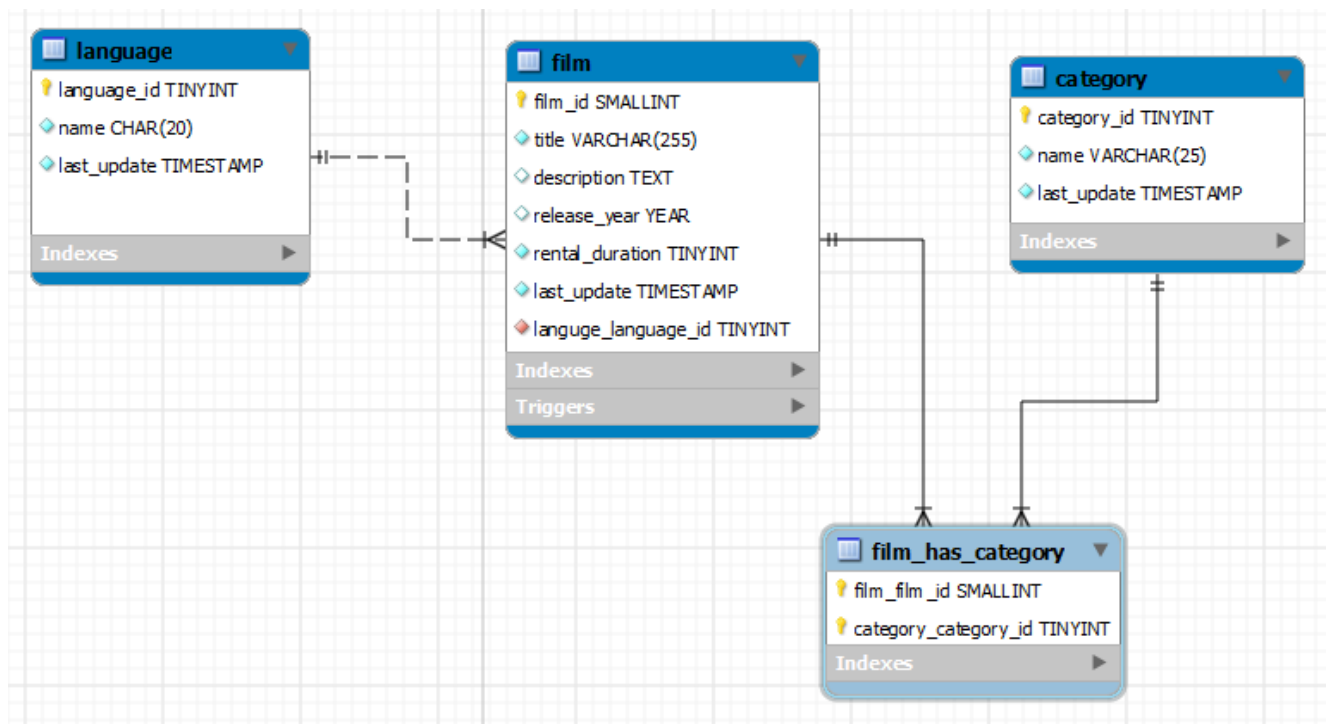 language
language_id TINYINT
name CHAR(20)
last_update TIMESTAMP
Indexes
film
film_id SMALLINT
title VARCHAR(255)
description TEXT
release_year YEAR
rental_duration TINYINT
last_update TIMESTAMP
languge_language_id TINYINT
Indexes
Triggers
category
category_id TINYINT
name VARCHAR(25)
last_update TIMESTAMP
Indexes
film_has_category
film_film_id SMALLINT
category_category_id TINYINT
Indexes